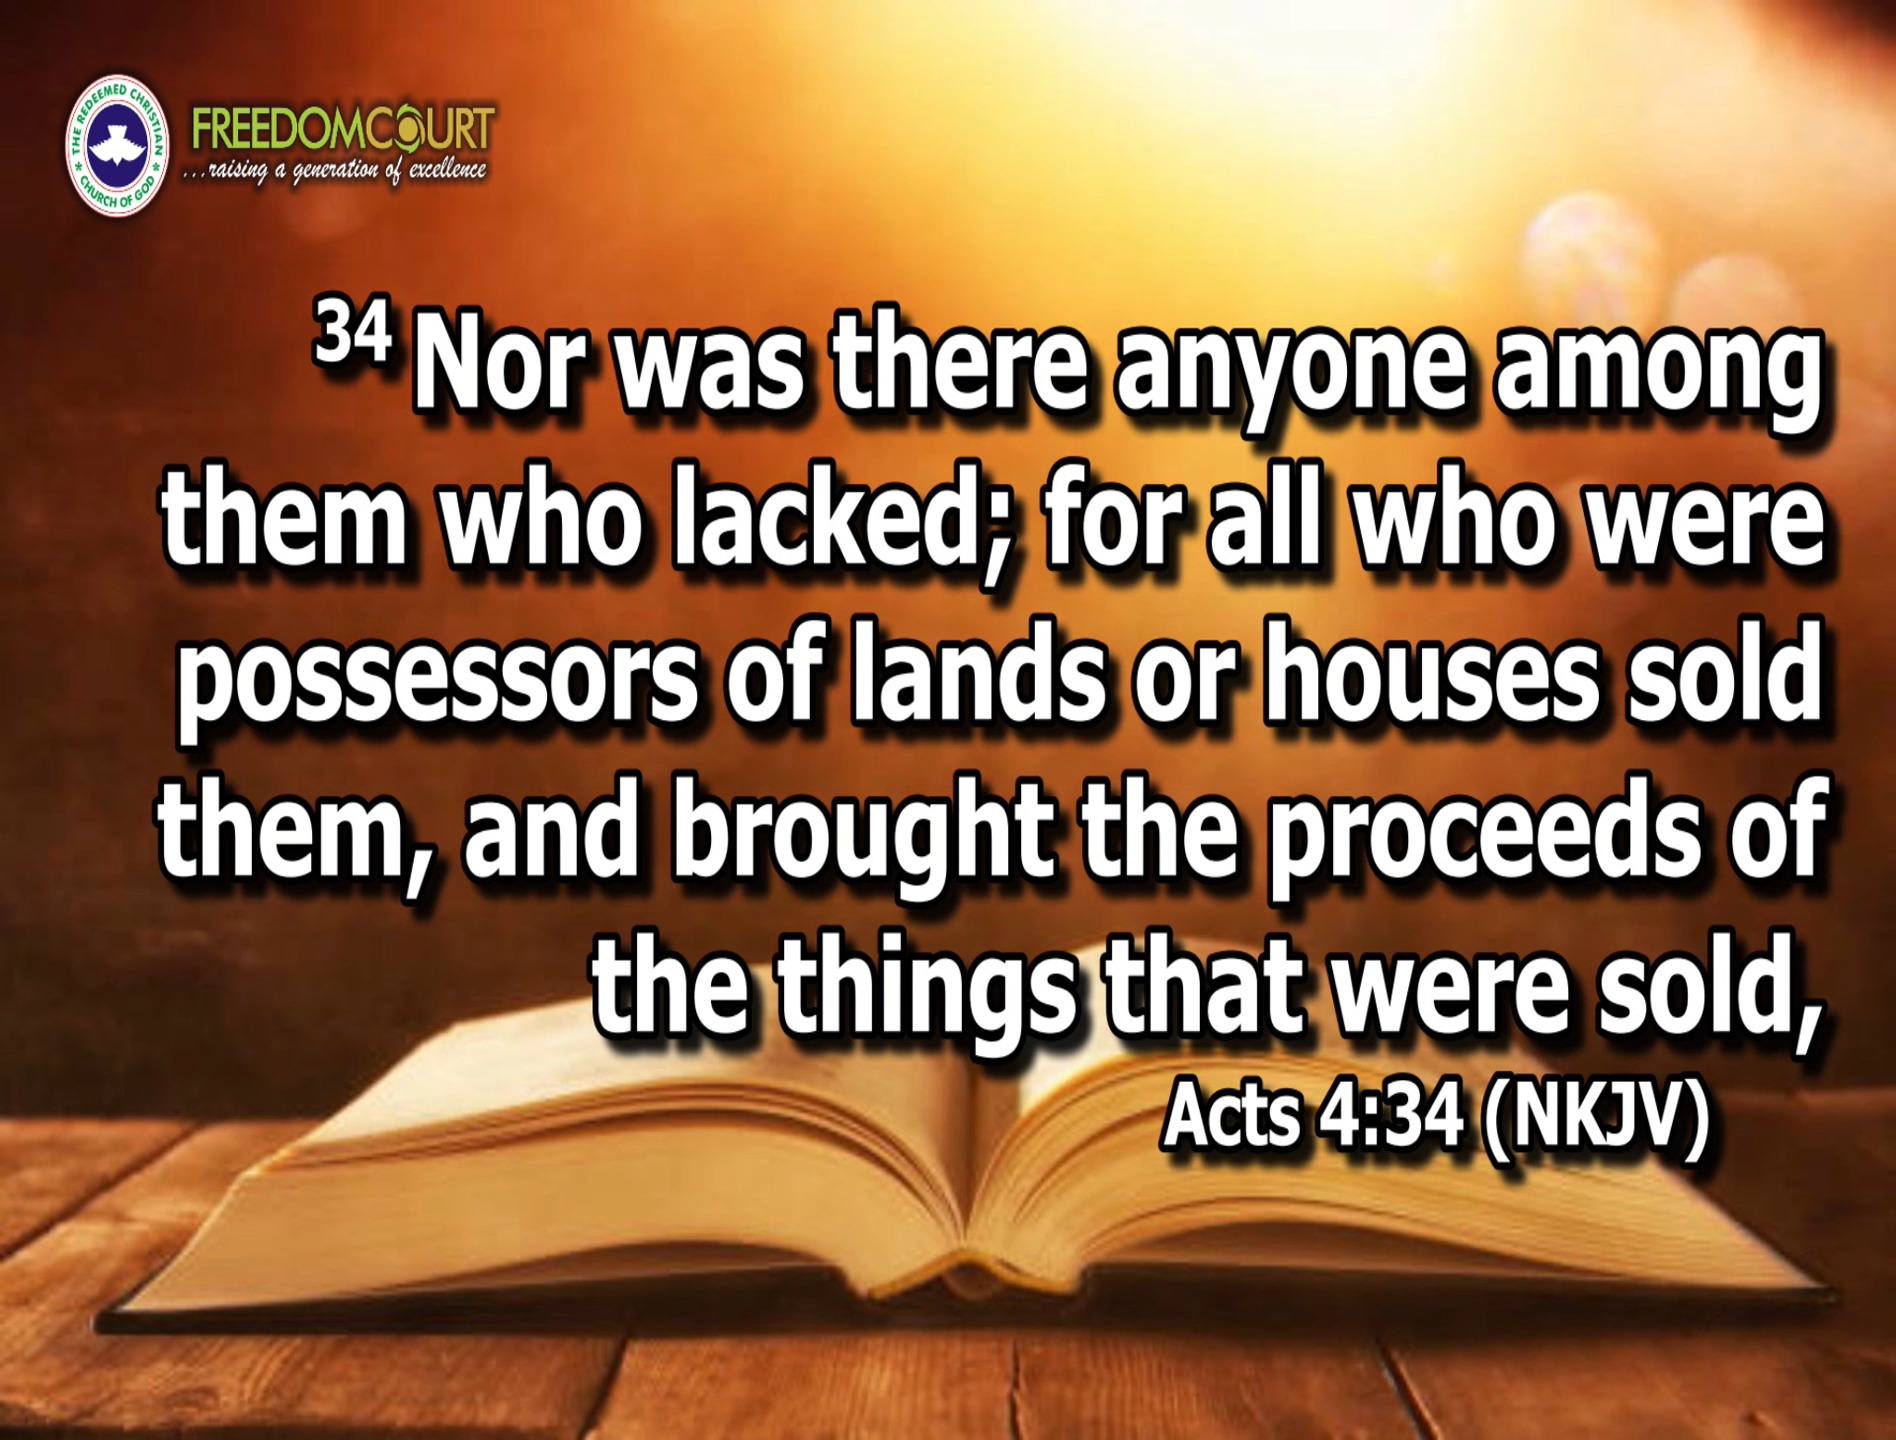 THE REDEEMED CHRISTIAN
CHURCH OF GOD
FREEDOMCOURT
...raising a generation of excellence
34 Nor was there anyone among
them who lacked; for all who were
possessors of lands or houses sold
them, and brought the proceeds of
the things that were sold,
Acts 4:34 (NKJV)